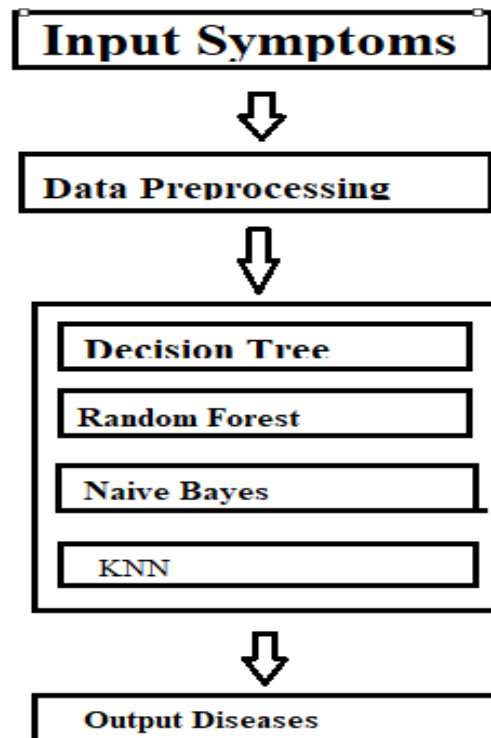 Input Symptoms
Data Preprocessing
Decision Tree
Random Forest
Naive Bayes
KNN
Output Diseases